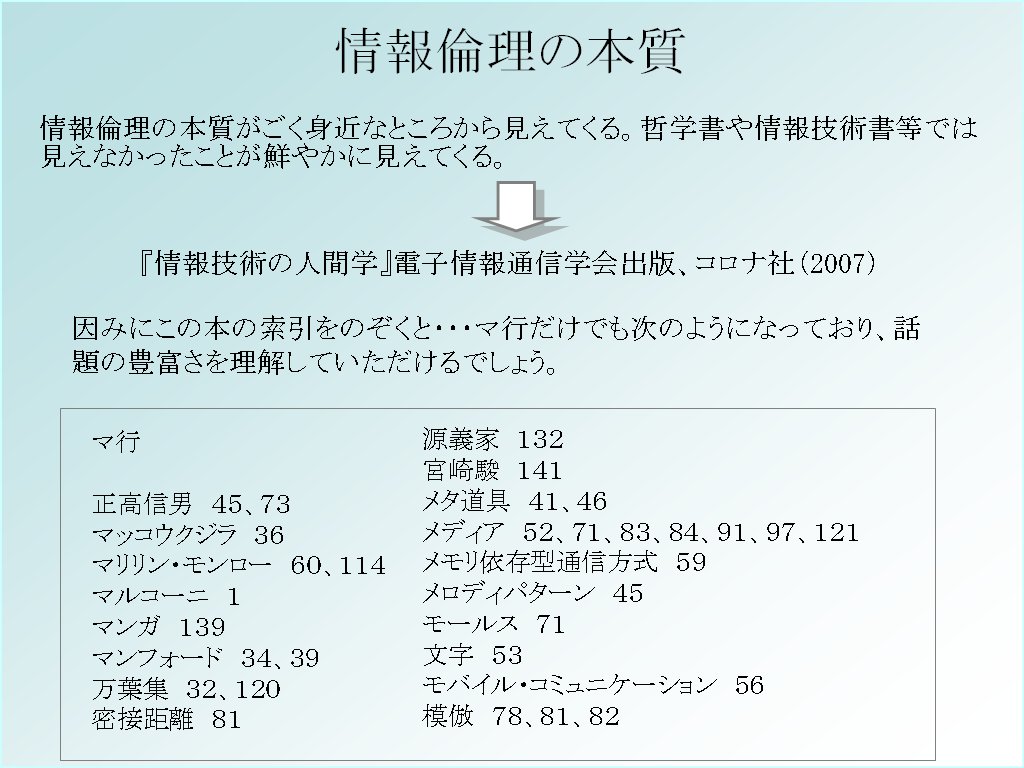 情報倫理の本質
情報倫理の本質がごく身近なところから見えてくる。哲学書や情報技術書等では
見えなかったことが鮮やかに見えてくる。
『情報技術の人間学』電子情報通信学会出版、コロナ社（2007）
因みにこの本の索引をのぞくと・・・マ行だけでも次のようになっており、話
題の豊富さを理解していただけるでしょう。
マ行
正高信男　45、73
マッコウクジラ　36
マリリン・モンロー　60、114
マルコーニ　1
マンガ　139
マンフォード　34、39
万葉集　32、120
密接距離　81
源義家　132
宮崎駿　141
メタ道具　41、46
メディア　52、71、83、84、91、97、121
メモリ依存型通信方式　59
メロディパターン　45
モールス　71
文字　53
モバイル・コミュニケーション　56
模倣　78、81、82